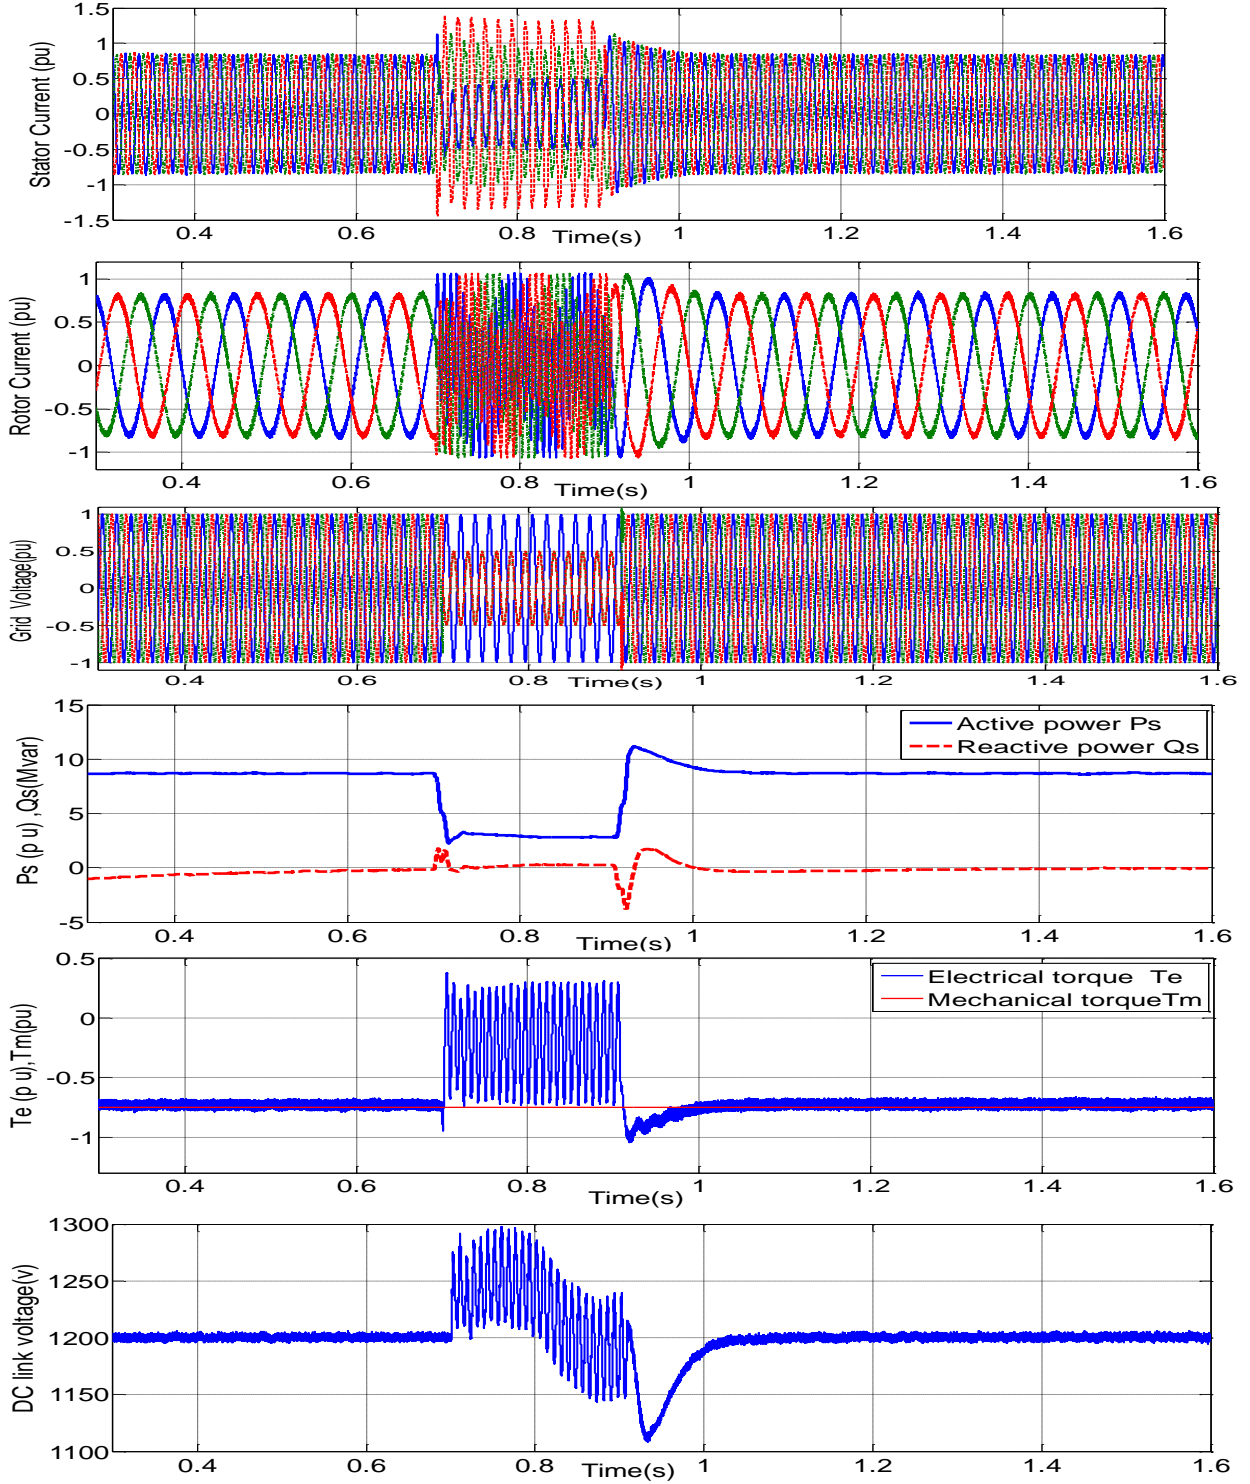 1.5
1
0.5
0
-0.5
-1
-1.5
Stator Current (pu)
0.4 0.6 0.8 1 1.2 1.4 1.6
Time(s)
1
0.5
0
-0.5
-1
Rotor Current (pu)
0.4 0.6 0.8 1 1.2 1.4 1.6
Time(s)
1
0.5
0
-0.5
-1
Grid Voltage(pu)
0.4 0.6 0.8 1 1.2 1.4 1.6
Time(s)
15
10
5
0
-5
Ps (p u) ,Qs(Mvar)
Active power Ps
Reactive power Qs
0.4 0.6 0.8 1 1.2 1.4 1.6
Time(s)
0.5
0
-0.5
-1
Te (p u),Tm(pu)
Electrical torque Te
Mechanical torqueTm
0.4 0.6 0.8 1 1.2 1.4 1.6
Time(s)
1300
1250
1200
1150
1100
DC link voltage(v)
0.4 0.6 0.8 1 1.2 1.4 1.6
Time(s)